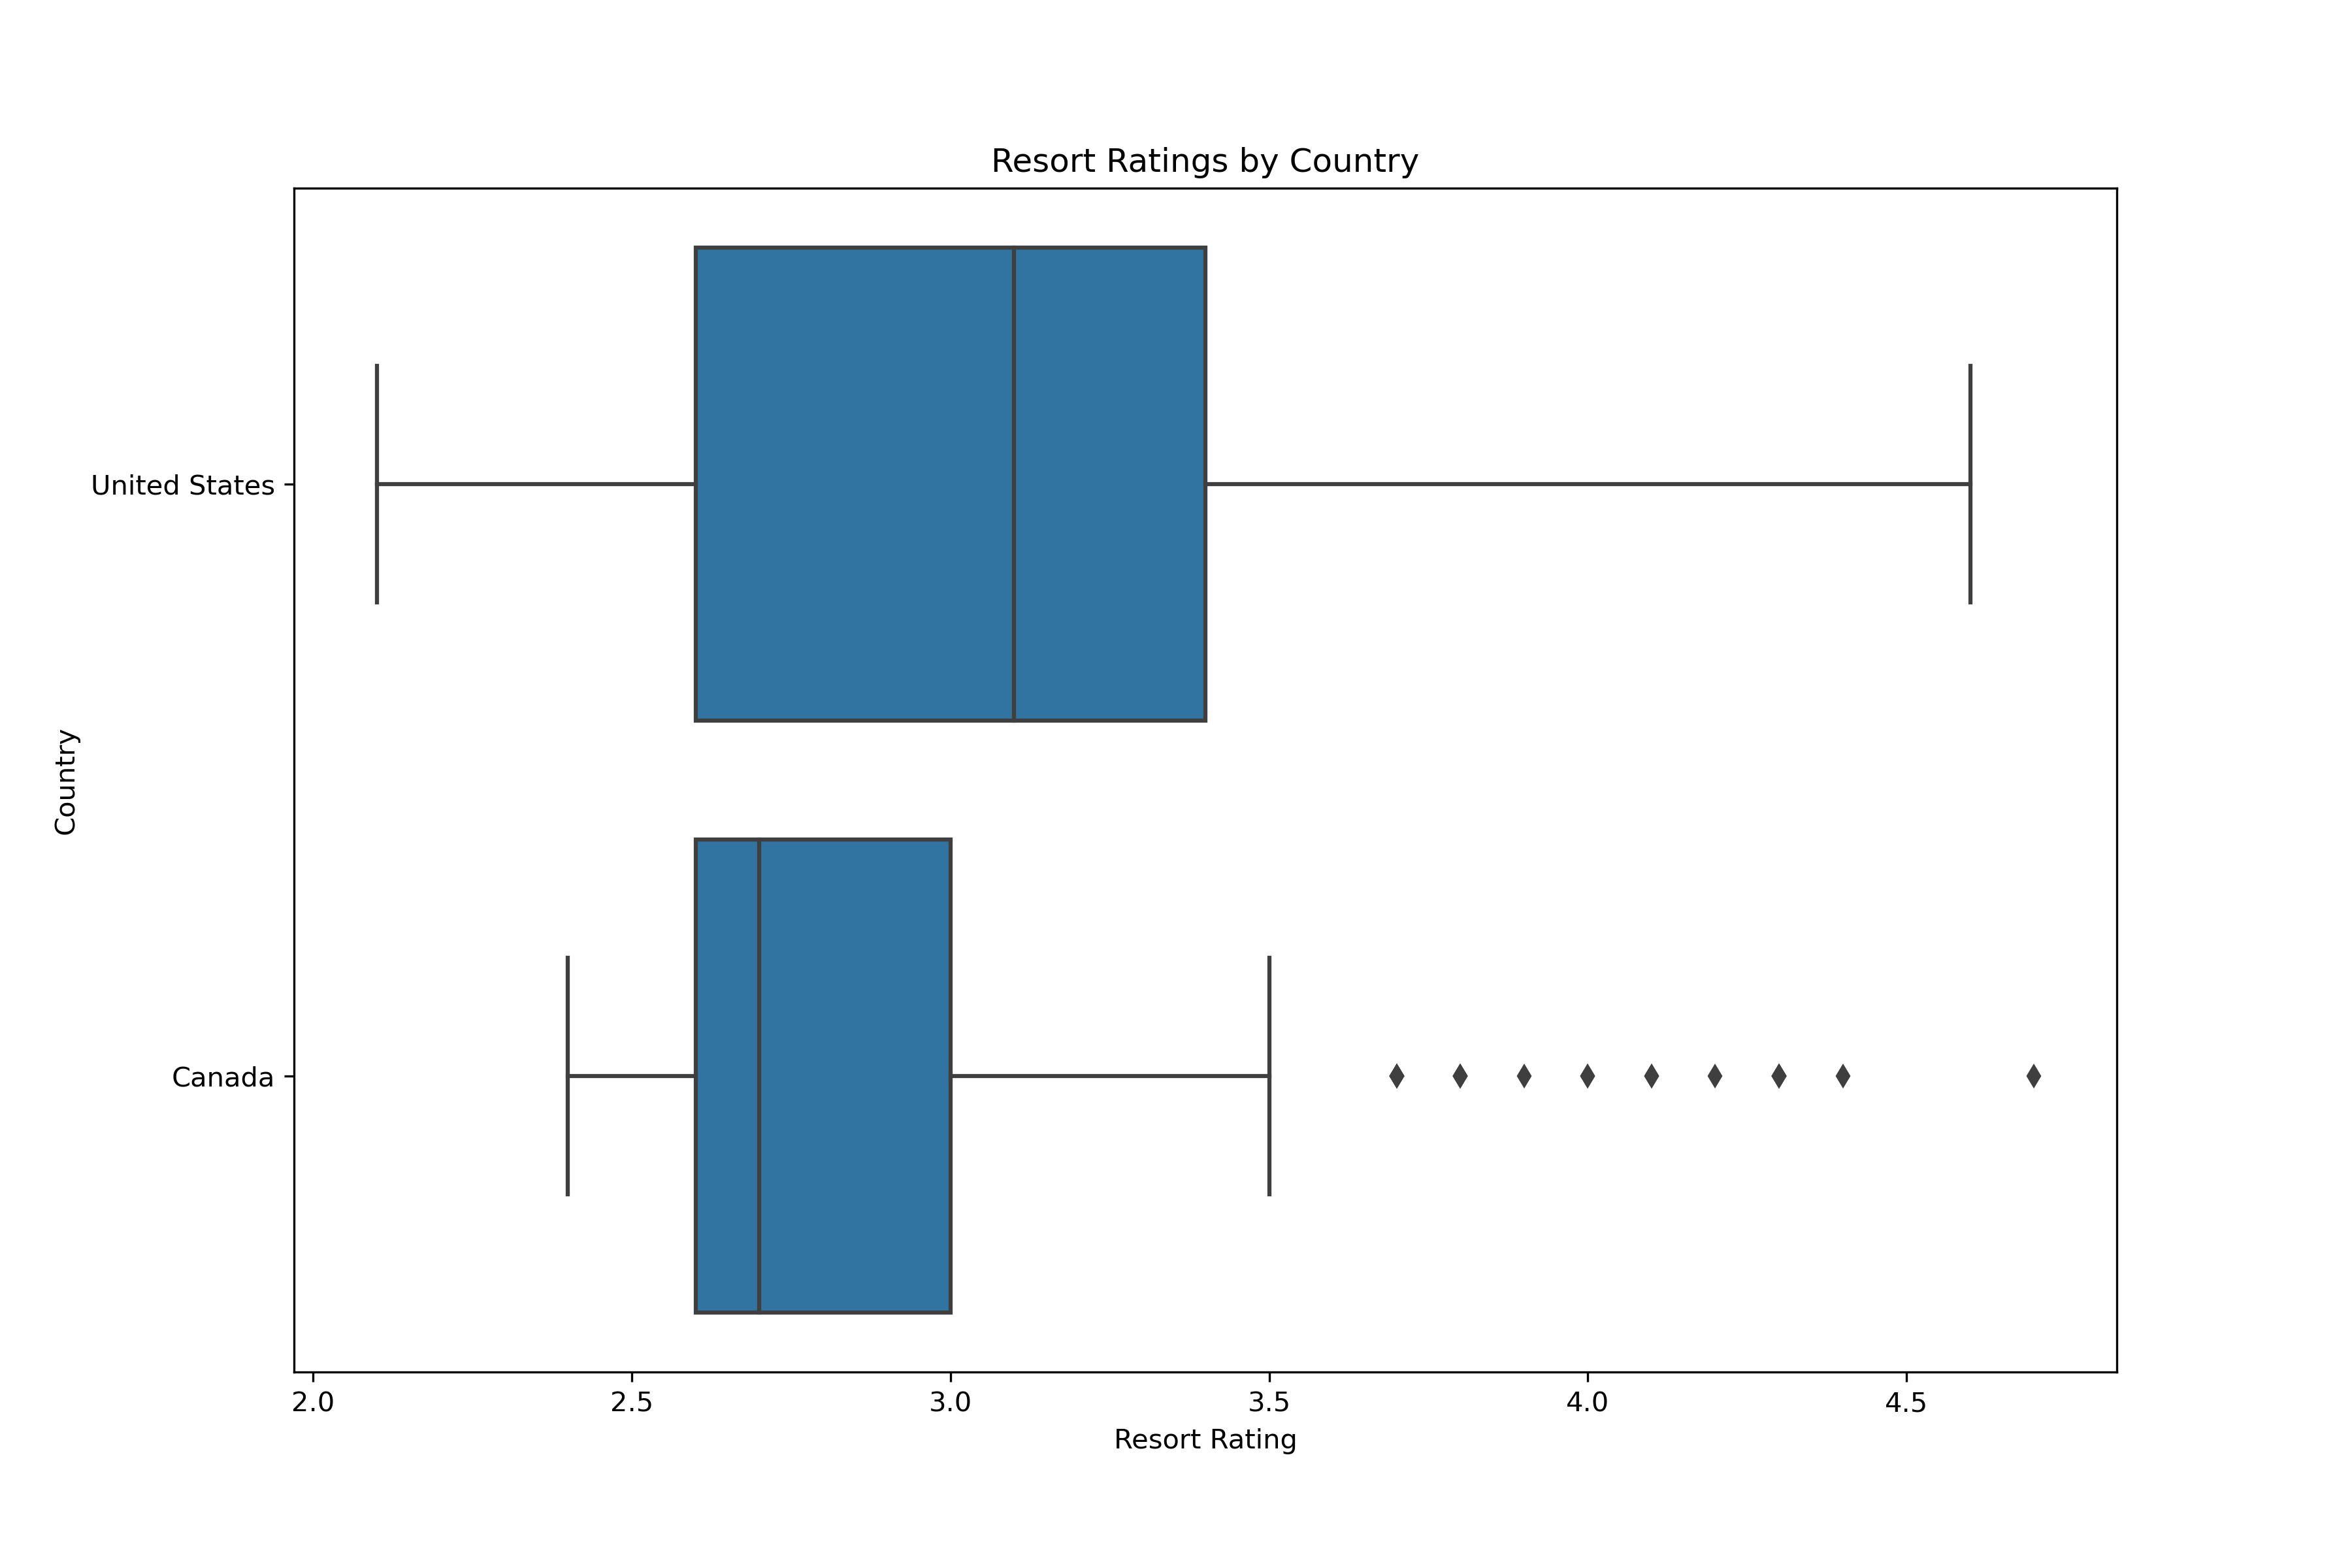 Resort Ratings by Country
United States
Country
Canada
2.0 2.5 3.0 3.5 4.0 4.5
Resort Rating